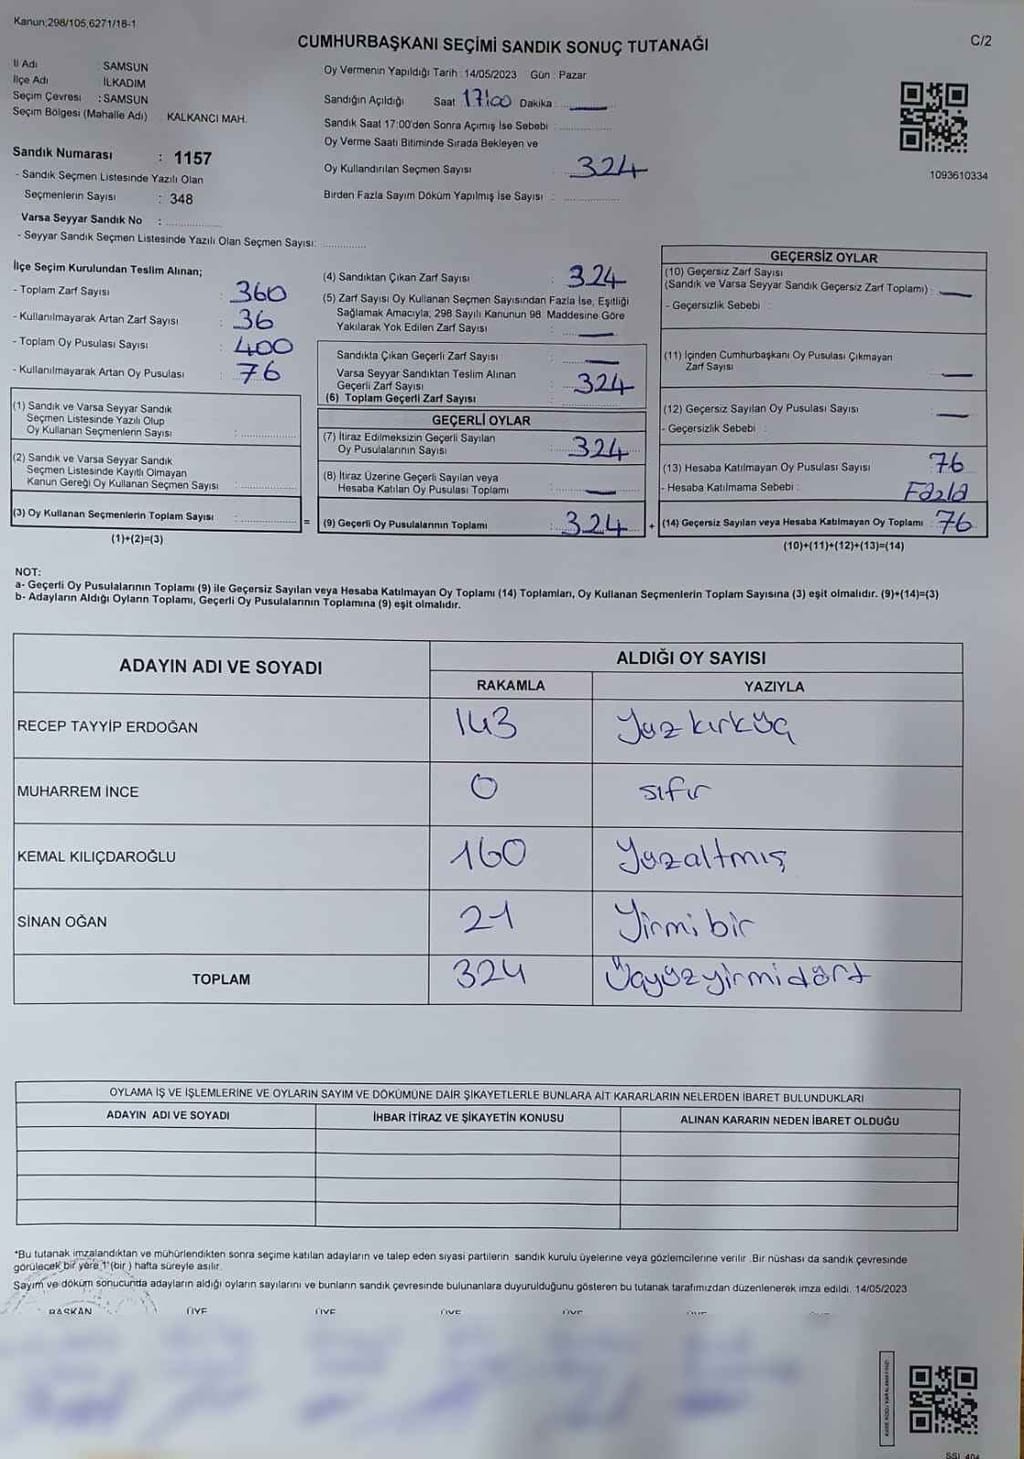 Kanun;298/105,6271/18-1
CUMHURBAŞKANI SEÇİMİ SANDIK SONUÇ TUTANAĞI
C/2
İl Adı SAMSUN
İlçe Adı İLKADIM
Seçim Çevresi : SAMSUN
Seçim Bölgesi (Mahalle Adı) : KALKANCI MAH.
Sandık Numarası : 1157
- Sandık Seçmen Listesinde Yazılı Olan
Seçmenlerin Sayısı : 348
Varsa Seyyar Sandık No :
- Seyyar Sandık Seçmen Listesinde Yazılı Olan Seçmen Sayısı:
Oy Vermenin Yapıldığı Tarih :14/05/2023 Gün : Pazar
Sandığın Açıldığı Saat 17:00 Dakika : —
Sandık Saat 17:00'den Sonra Açımış İse Sebebi :
Oy Verme Saati Bitiminde Sırada Bekleyen ve
Oy Kullandırılan Seçmen Sayısı : 324
Birden Fazla Sayım Döküm Yapılmış İse Sayısı :
1093610334
İlçe Seçim Kurulundan Teslim Alınan;
- Toplam Zarf Sayısı : 360
- Kullanılmayarak Artan Zarf Sayısı : 36
- Toplam Oy Pusulası Sayısı : 400
- Kullanılmayarak Artan Oy Pusulası : 76
(1) Sandık ve Varsa Seyyar Sandık
Seçmen Listesinde Yazılı Olup
Oy Kullanan Seçmenlerin Sayısı :
(2) Sandık ve Varsa Seyyar Sandık
Seçmen Listesinde Kayıtlı Olmayan
Kanun Gereği Oy Kullanan Seçmen Sayısı :
(3) Oy Kullanan Seçmenlerin Toplam Sayısı :
(1)+(2)=(3)
=
(4) Sandıktan Çıkan Zarf Sayısı : 324
(5) Zarf Sayısı Oy Kullanan Seçmen Sayısından Fazla İse, Eşitliği
Sağlamak Amacıyla, 298 Sayılı Kanunun 98. Maddesine Göre
Yakılarak Yok Edilen Zarf Sayısı : —
Sandıkta Çıkan Geçerli Zarf Sayısı : —
Varsa Seyyar Sandıktan Teslim Alınan
Geçerli Zarf Sayısı : 324
(6) Toplam Geçerli Zarf Sayısı
GEÇERLİ OYLAR
(7) İtiraz Edilmeksizin Geçerli Sayılan
Oy Pusulalarının Sayısı : 324
(8) İtiraz Üzerine Geçerli Sayılan veya
Hesaba Katılan Oy Pusulası Toplamı : —
(9) Geçerli Oy Pusulalarının Toplamı : 324
+
GEÇERSİZ OYLAR
(10) Geçersiz Zarf Sayısı
(Sandık ve Varsa Seyyar Sandık Geçersiz Zarf Toplamı) : —
- Geçersizlik Sebebi :
(11) İçinden Cumhurbaşkanı Oy Pusulası Çıkmayan
Zarf Sayısı : —
(12) Geçersiz Sayılan Oy Pusulası Sayısı : —
- Geçersizlik Sebebi :
(13) Hesaba Katılmayan Oy Pusulası Sayısı 76
- Hesaba Katılmama Sebebi : Fazla
(14) Geçersiz Sayılan veya Hesaba Katılmayan Oy Toplamı : 76
(10)+(11)+(12)+(13)=(14)
NOT:
a- Geçerli Oy Pusulalarının Toplamı (9) ile Geçersiz Sayılan veya Hesaba Katılmayan Oy Toplamı (14) Toplamları, Oy Kullanan Seçmenlerin Toplam Sayısına (3) eşit olmalıdır. (9)+(14)=(3)
b- Adayların Aldığı Oyların Toplamı, Geçerli Oy Pusulalarının Toplamına (9) eşit olmalıdır.
ADAYIN ADI VE SOYADI
ALDIĞI OY SAYISI
RAKAMLA YAZIYLA
RECEP TAYYİP ERDOĞAN 143 Yüz kırküç
MUHARREM İNCE 0 sıfır
KEMAL KILIÇDAROĞLU 160 Yüzaltmış
SİNAN OĞAN 21 Yirmi bir
TOPLAM 324 Üçyüzyirmidört
OYLAMA İŞ VE İŞLEMLERİNE VE OYLARIN SAYIM VE DÖKÜMÜNE DAİR ŞİKAYETLERLE BUNLARA AİT KARARLARIN NELERDEN İBARET BULUNDUKLARI
ADAYIN ADI VE SOYADI İHBAR İTİRAZ VE ŞİKAYETİN KONUSU ALINAN KARARIN NEDEN İBARET OLDUĞU
*Bu tutanak imzalandıktan ve mühürlendikten sonra seçime katılan adayların ve talep eden siyasi partilerin sandık kurulu üyelerine veya gözlemcilerine verilir. Bir nüshası da sandık çevresinde
görülecek bir yere 1 (bir) hafta süreyle asılır.
Sayım ve döküm sonucunda adayların aldığı oyların sayılarını ve bunların sandık çevresinde bulunanlara duyurulduğunu gösteren bu tutanak tarafımızdan düzenlenerek imza edildi. 14/05/2023
BAŞKAN ÜYE ÜYE ÜYE ÜYE ÜYE